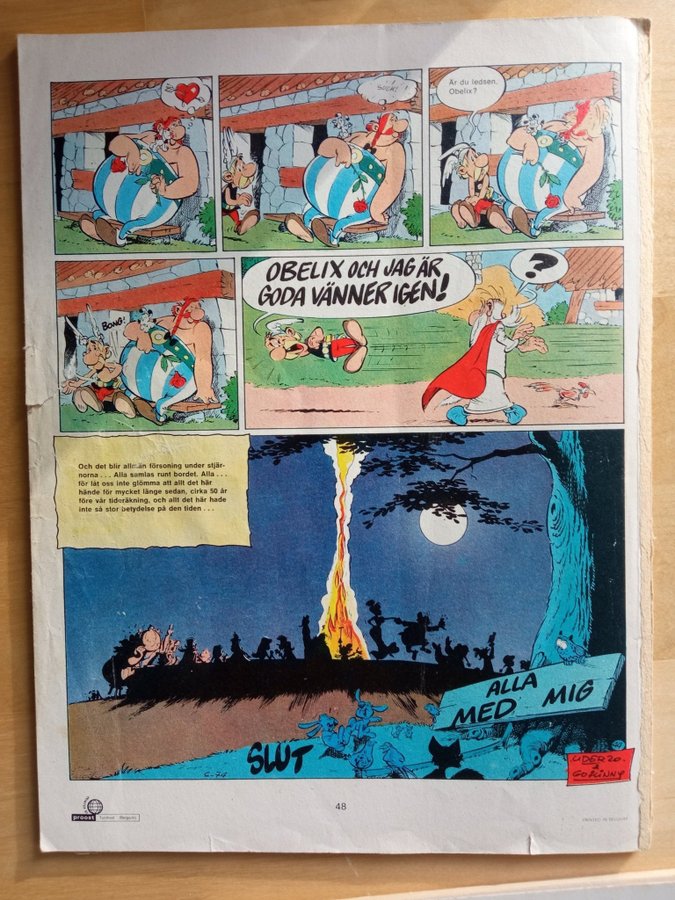 Är du ledsen,
Obelix?
BONG!
OBELIX OCH JAG ÄR
GODA VÄNNER IGEN!
?
Och det blir allmän försoning under stjär-
norna . . . Alla samlas runt bordet. Alla . . .
för låt oss inte glömma att allt det här
hände för mycket länge sedan, cirka 50 år
före vår tideräkning, och allt det här hade
inte så stor betydelse på den tiden . . .
ALLA
MED MIG
SLUT
UDERZO
&
GOSCINNY
48
proost
Turnhout (Belgium)
PRINTED IN BELGIUM